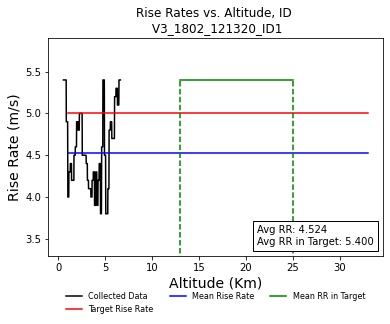 Rise Rates vs. Altitude, ID
V3_1802_121320_ID1
Rise Rate (m/s)
5.5
5.0
4.5
4.0
3.5
Avg RR: 4.524
Avg RR in Target: 5.400
0 5 10 15 20 25 30
Altitude (Km)
Collected Data Mean Rise Rate Mean RR in Target
Target Rise Rate